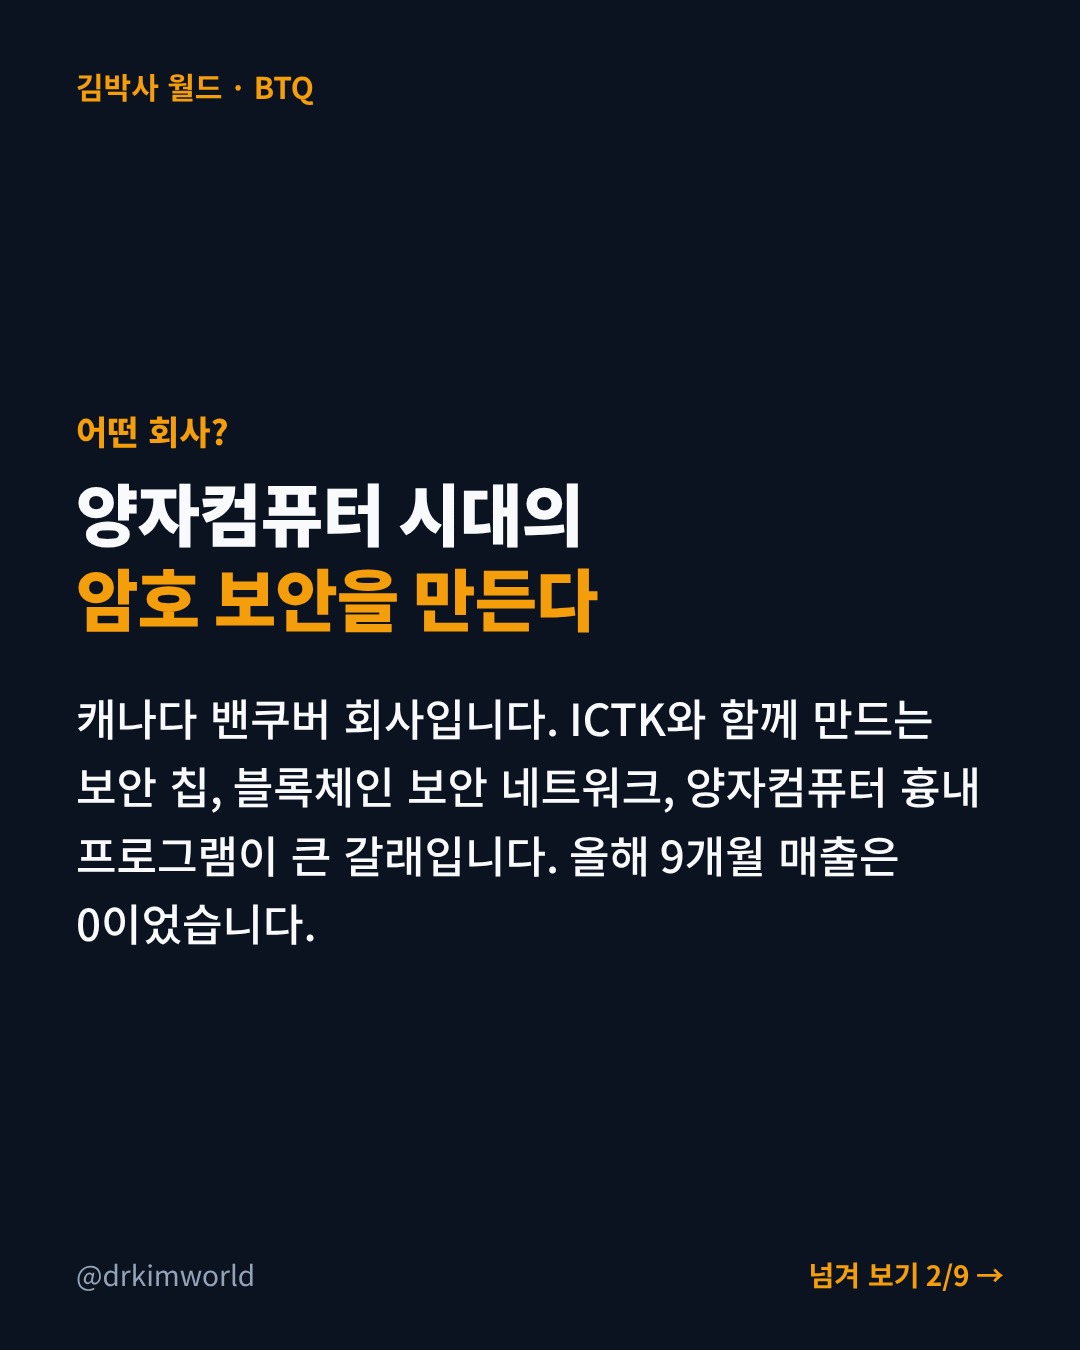 김박사 월드 · BTQ
어떤 회사?
양자컴퓨터 시대의
암호 보안을 만든다
캐나다 밴쿠버 회사입니다. ICTK와 함께 만드는
보안 칩, 블록체인 보안 네트워크, 양자컴퓨터 흉내
프로그램이 큰 갈래입니다. 올해 9개월 매출은
0이었습니다.
@drkimworld
넘겨 보기 2/9 →